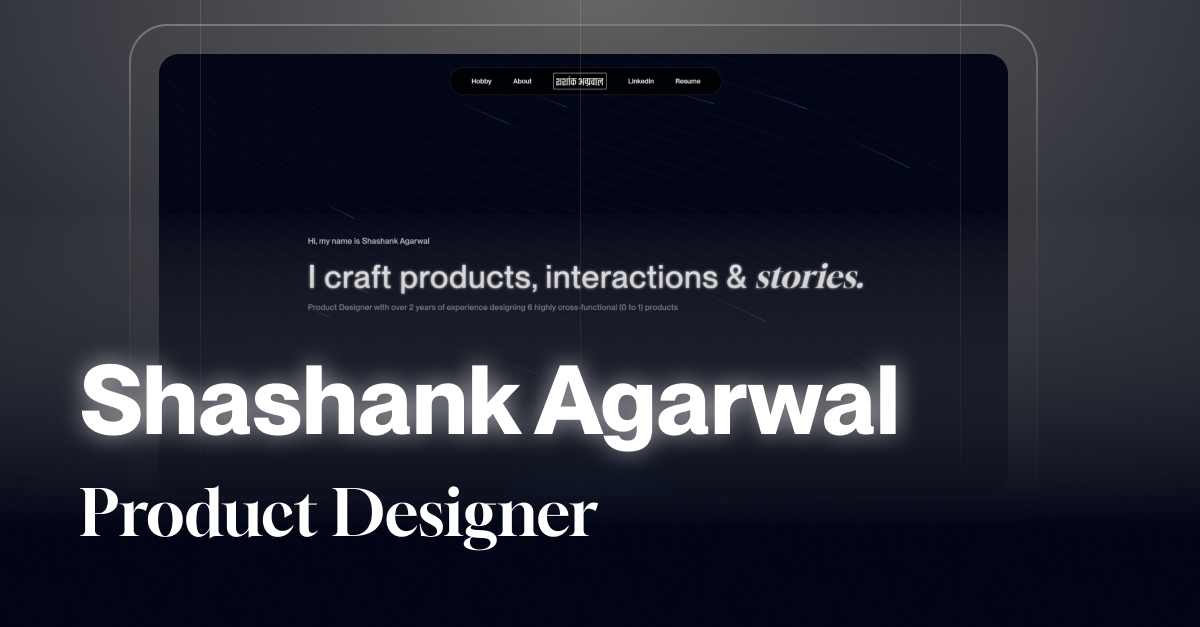 Hobby About शशांक अग्रवाल LinkedIn Resume
Hi, my name is Shashank Agarwal
I craft products, interactions & stories.
Product Designer with over 2 years of experience designing 6 highly cross-functional (0 to 1) products
Shashank Agarwal
Product Designer